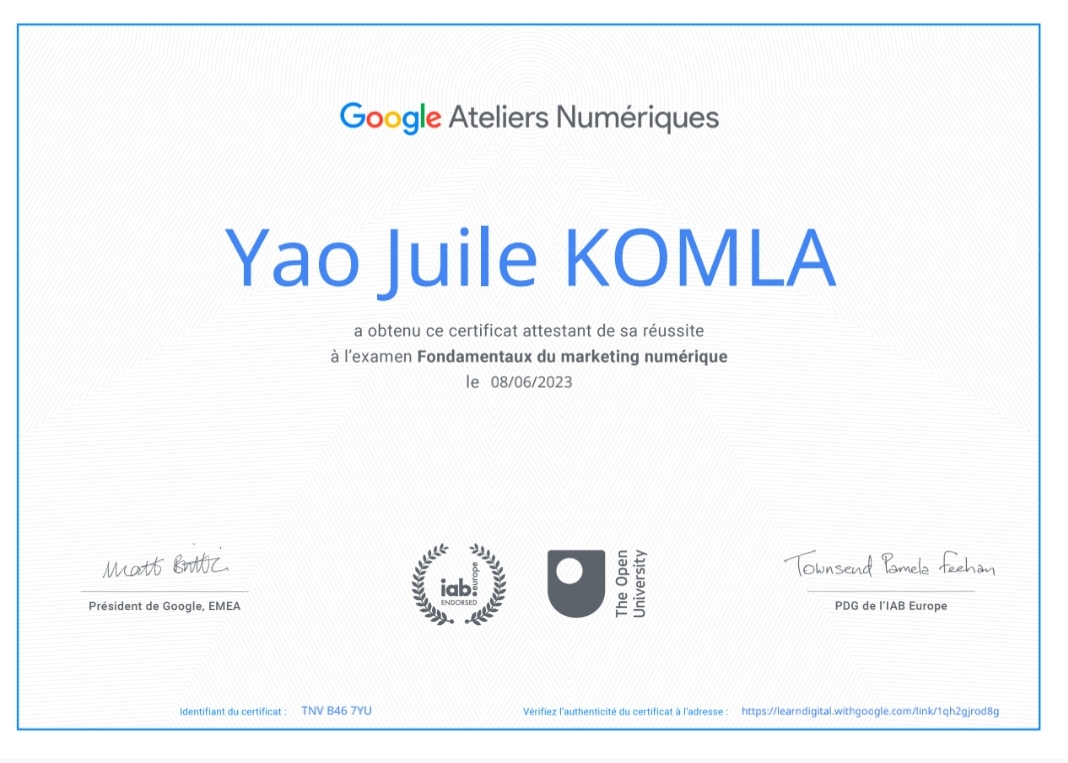 Google Ateliers Numériques
Yao Juile KOMLA
a obtenu ce certificat attestant de sa réussite
à l'examen Fondamentaux du marketing numérique
le 08/06/2023
Matt Brittin
Président de Google, EMEA
iab: europe
ENDORSED
The Open
University
Townsend Pamela Feehan
PDG de l'IAB Europe
Identifiant du certificat : TNV B46 7YU
Vérifiez l'authenticité du certificat à l'adresse : https://learndigital.withgoogle.com/link/1qh2gjrod8g